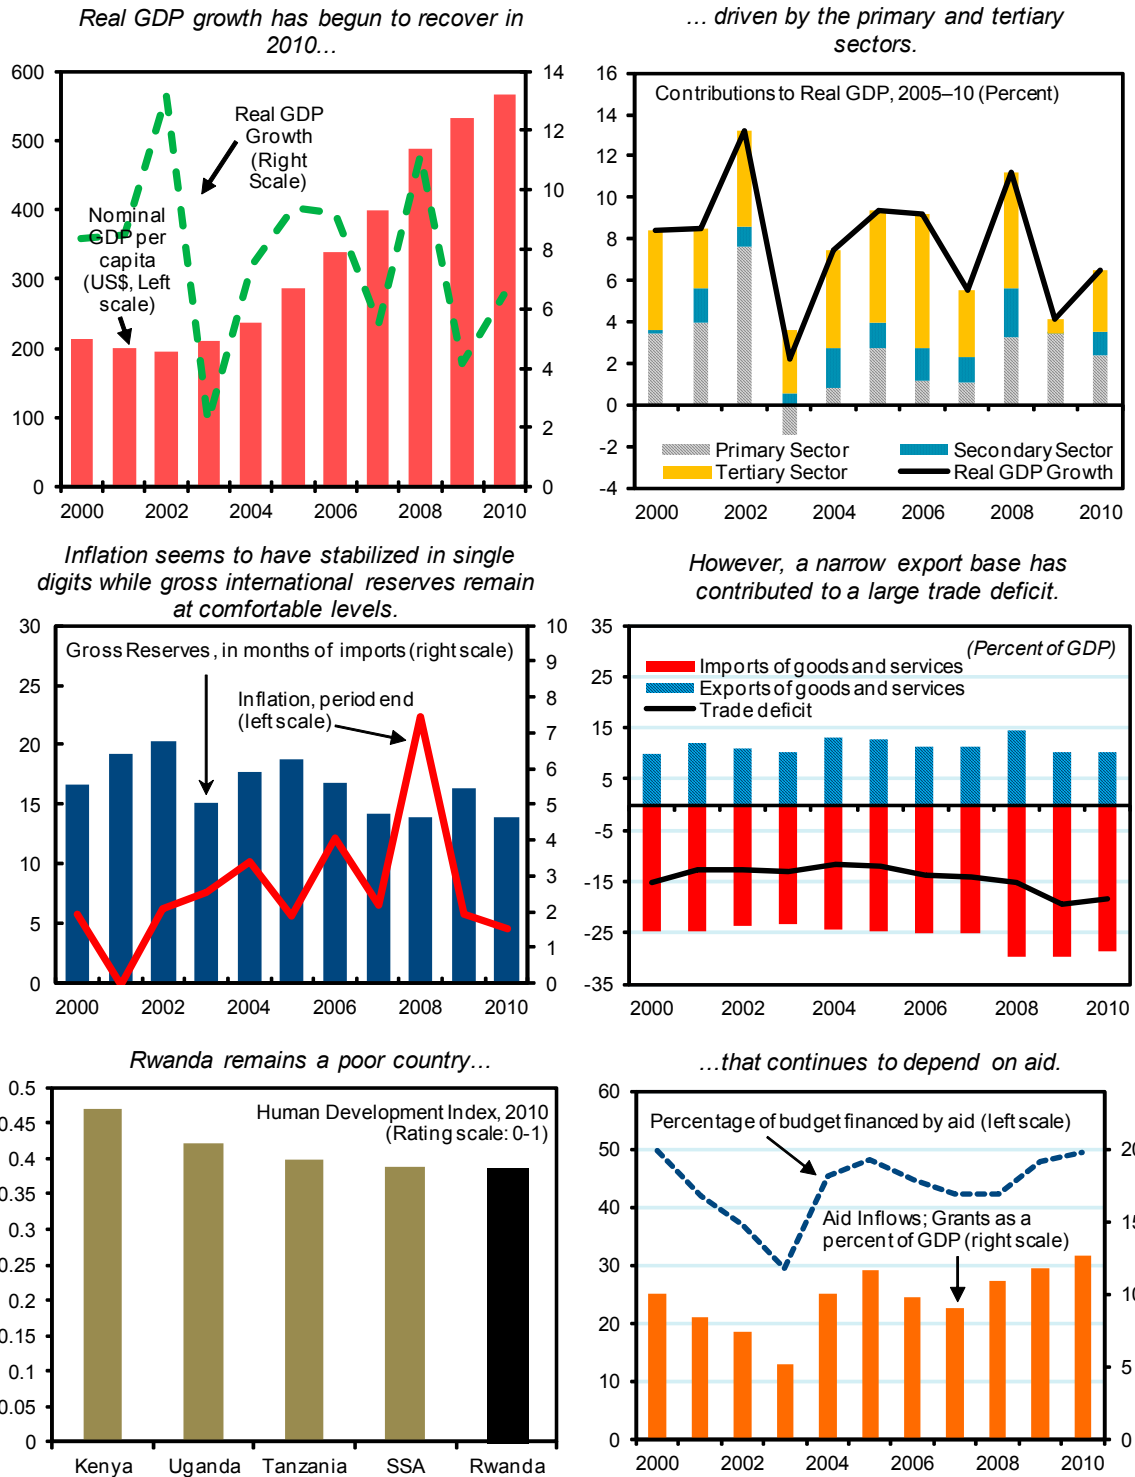 Real GDP growth has begun to recover in
2010…
600
500
400
300
200
100
0
14
12
10
8
6
4
2
0
Real GDP
Growth
(Right
Scale)
Nominal
GDP per
capita
(US$, Left
scale)
2000 2002 2004 2006 2008 2010
… driven by the primary and tertiary
sectors.
16
14
12
10
8
6
4
2
0
-2
-4
Contributions to Real GDP, 2005–10 (Percent)
Primary Sector
Secondary Sector
Tertiary Sector
Real GDP Growth
2000 2002 2004 2006 2008 2010
Inflation seems to have stabilized in single
digits while gross international reserves remain
at comfortable levels.
30
25
20
15
10
5
0
10
9
8
7
6
5
4
3
2
1
0
Gross Reserves, in months of imports (right scale)
Inflation, period end
(left scale)
2000 2002 2004 2006 2008 2010
However, a narrow export base has
contributed to a large trade deficit.
35
25
15
5
-5
-15
-25
-35
(Percent of GDP)
Imports of goods and services
Exports of goods and services
Trade deficit
2000 2002 2004 2006 2008 2010
Rwanda remains a poor country…
0.5
0.45
0.4
0.35
0.3
0.25
0.2
0.15
0.1
0.05
0
Human Development Index, 2010
(Rating scale: 0-1)
Kenya Uganda Tanzania SSA Rwanda
…that continues to depend on aid.
60
50
40
30
20
10
0
20
15
10
5
0
Percentage of budget financed by aid (left scale)
Aid Inflows; Grants as a
percent of GDP (right scale)
2000 2002 2004 2006 2008 2010